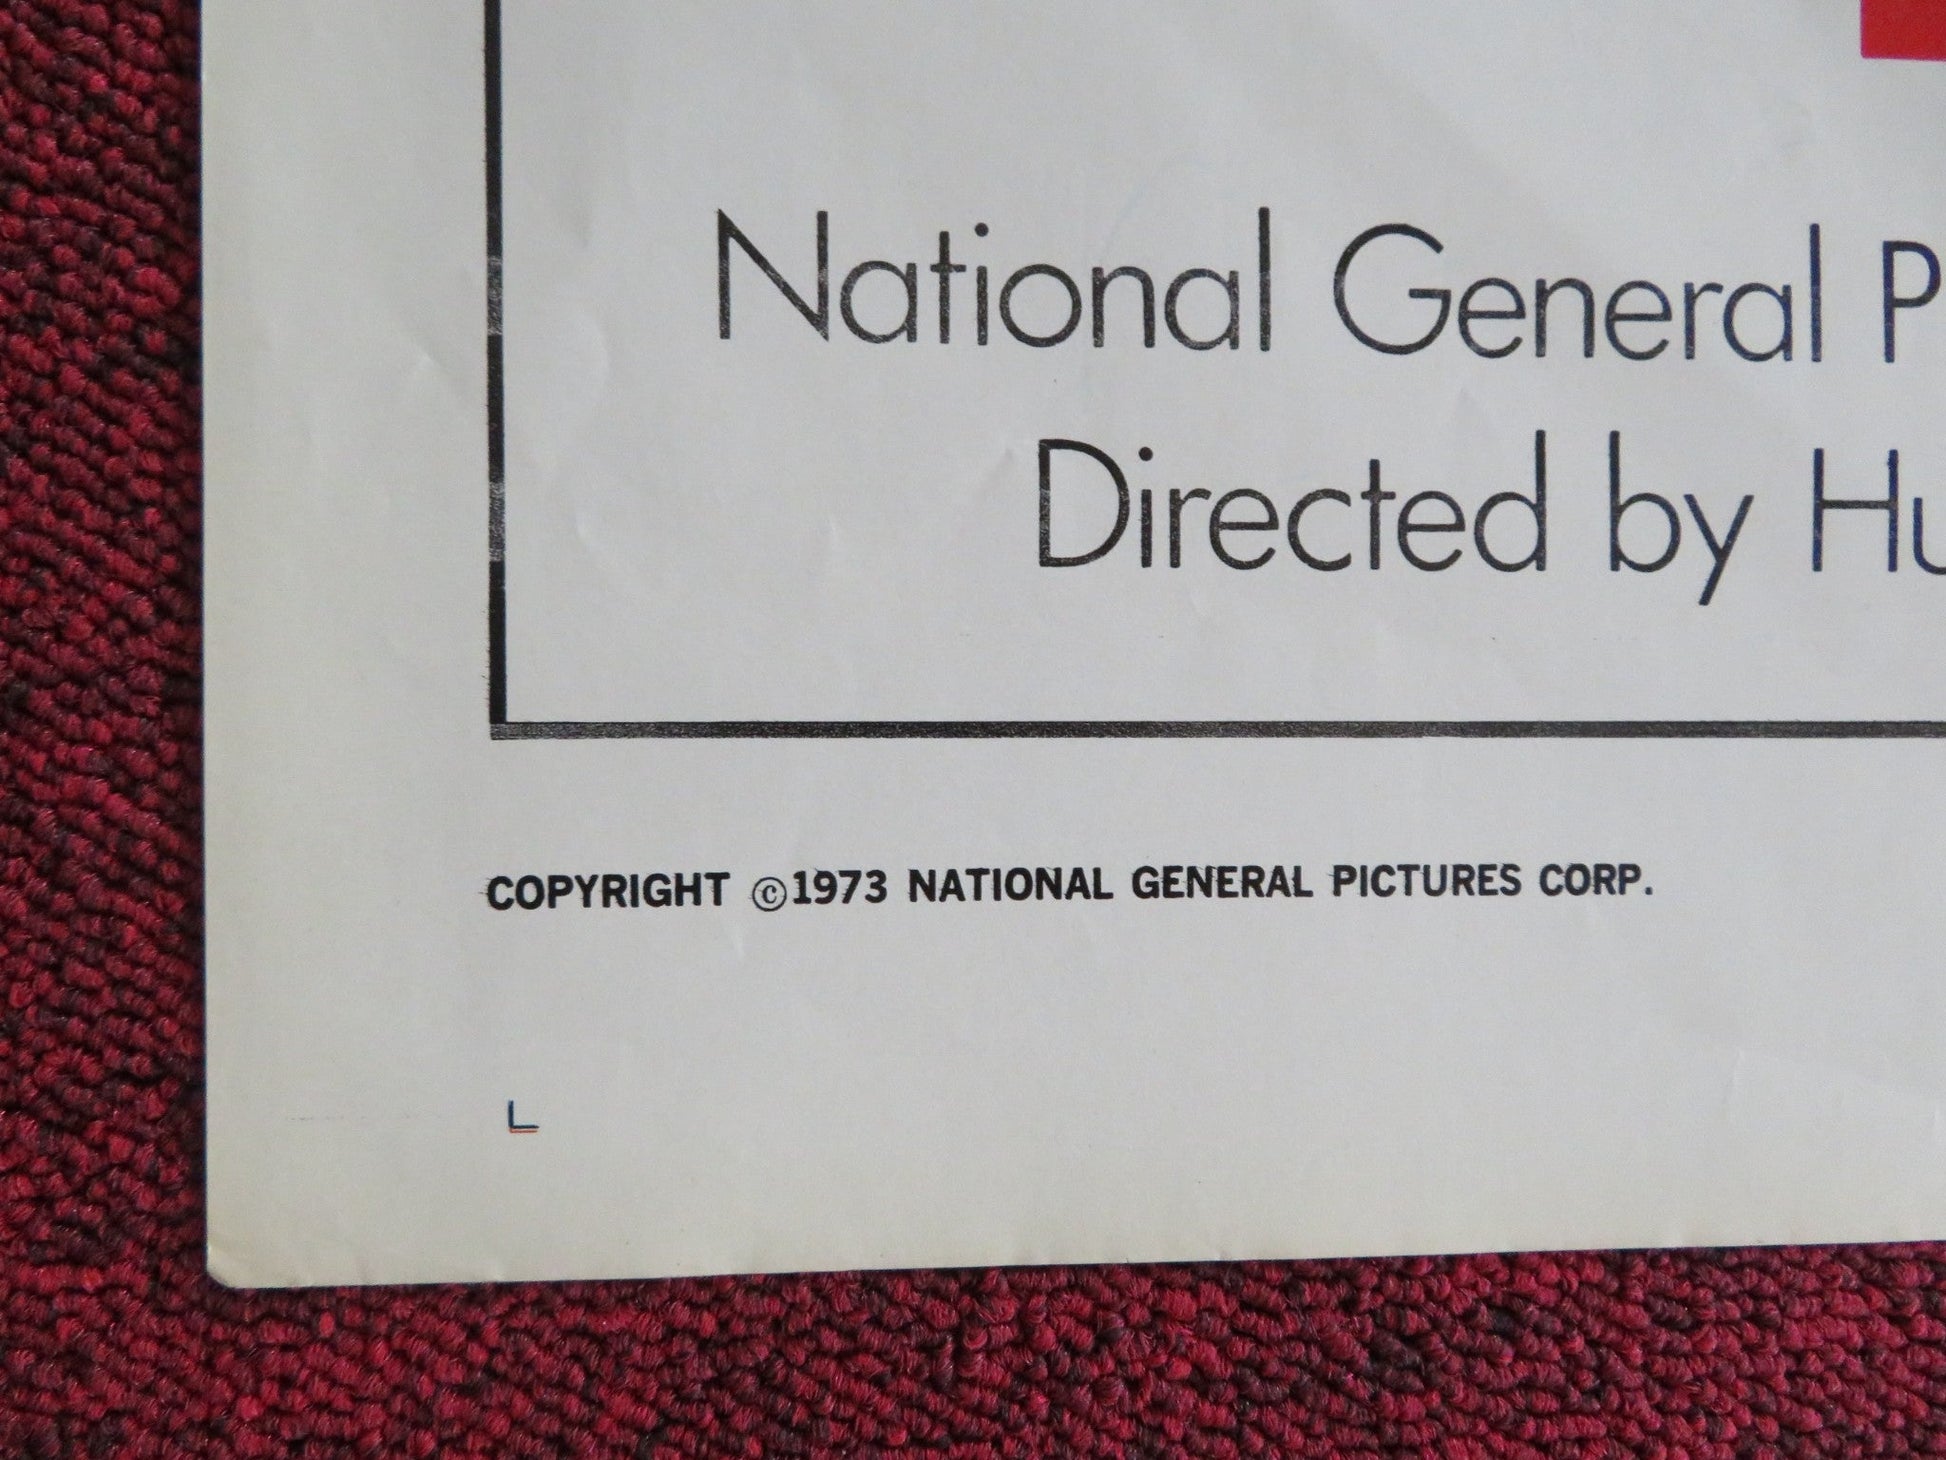 National General P
Directed by Hu
COPYRIGHT ©1973 NATIONAL GENERAL PICTURES CORP.